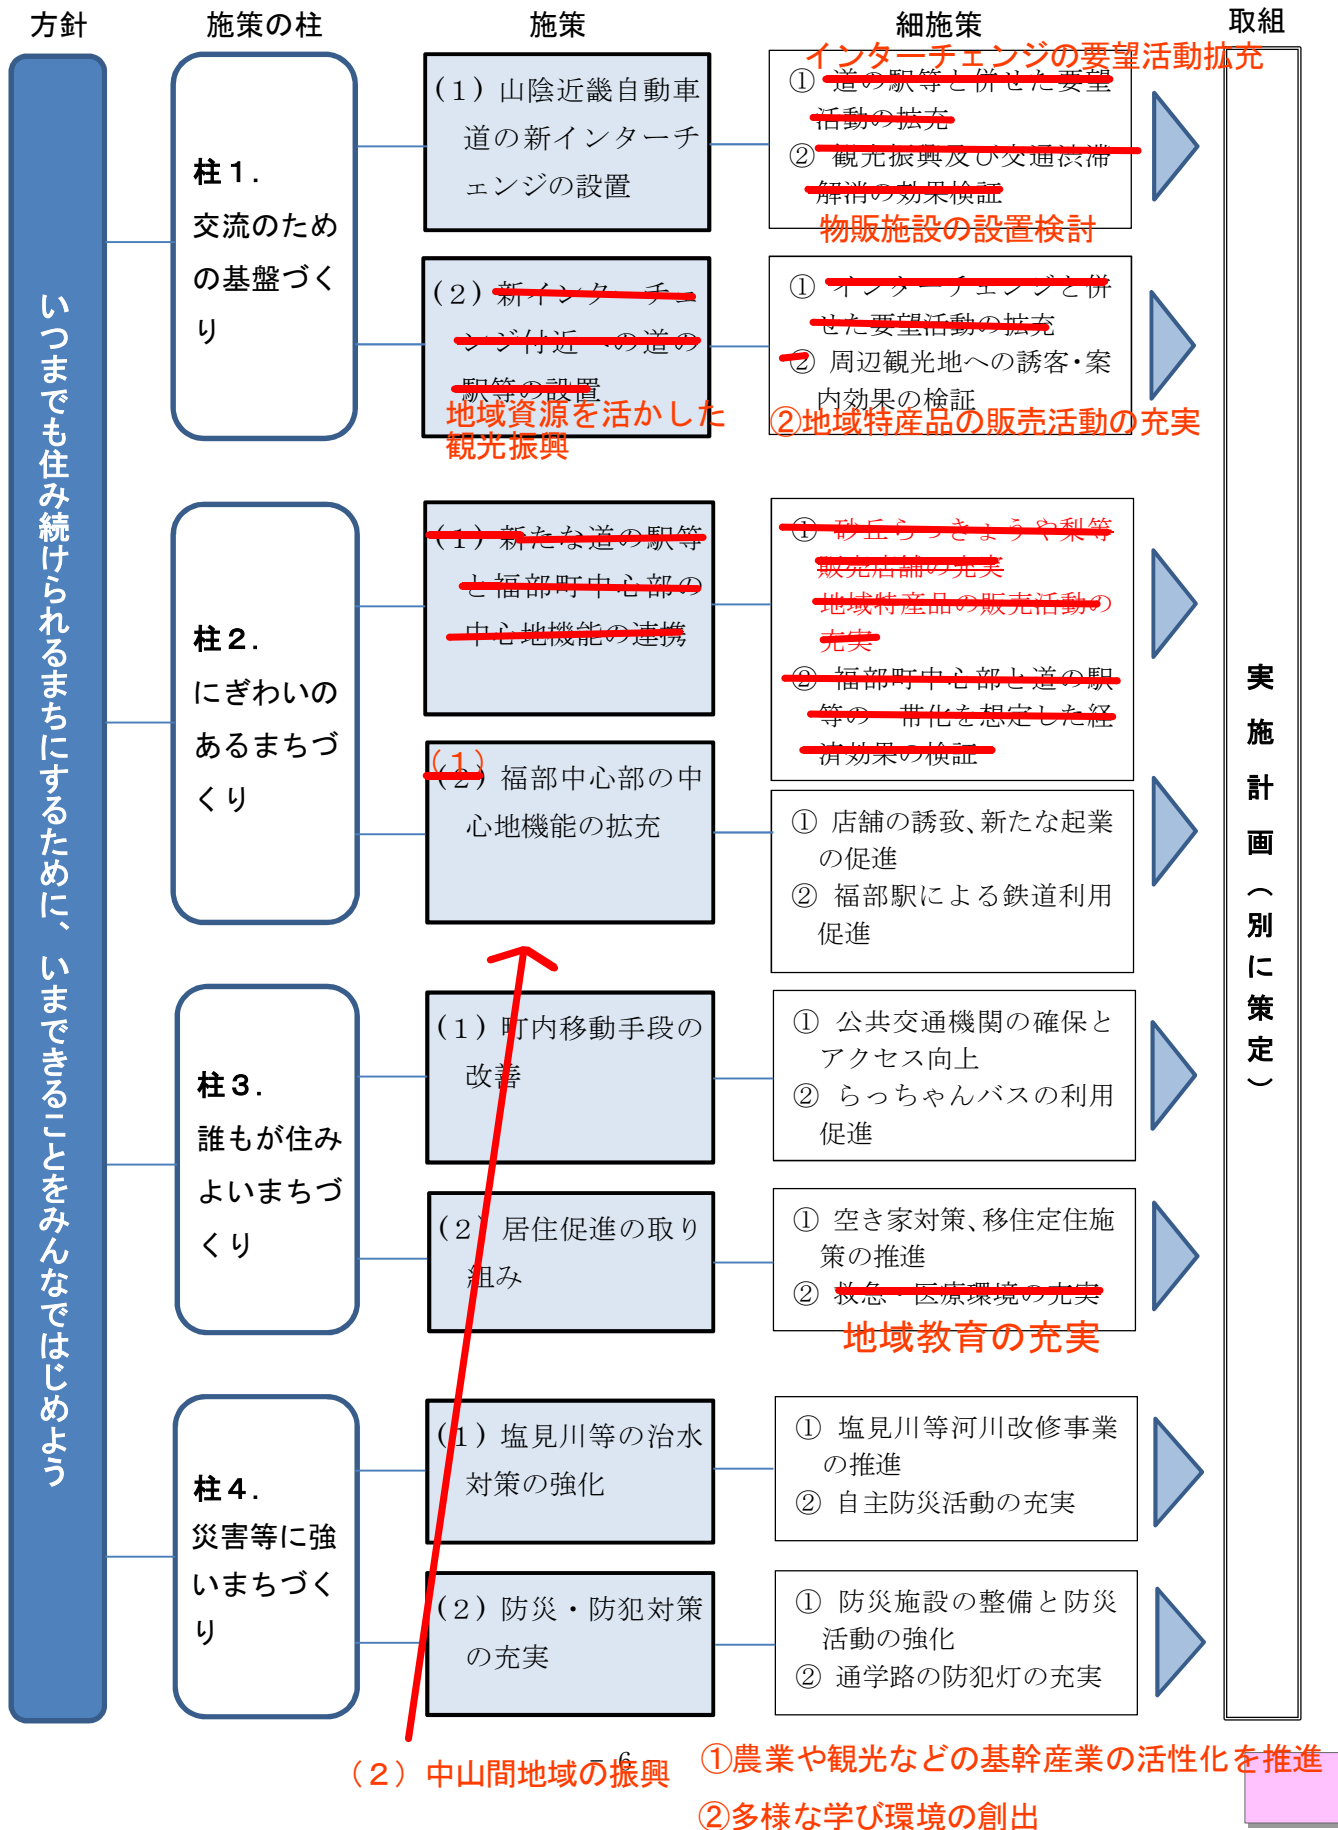 方針
施策の柱
施策
細施策
取組
いつまでも住み続けられるまちにするために、いまできることをみんなではじめよう
柱１．
交流のため
の基盤づく
り
(１) 山陰近畿自動車
道の新インターチ
ェンジの設置
インターチェンジの要望活動拡充
① 道の駅等と併せた要望
活動の拡充
② 観光振興及び交通渋滞
解消の効果検証
物販施設の設置検討
(２) 新インターチェ
ンジ付近への道の
駅等の設置
地域資源を活かした
観光振興
① インターチェンジと併
せた要望活動の拡充
② 周辺観光地への誘客・案
内効果の検証
②地域特産品の販売活動の充実
柱２．
にぎわいの
あるまちづ
くり
(１) 新たな道の駅等
と福部町中心部の
中心地機能の連携
① 砂丘らっきょうや梨等
販売店舗の充実
地域特産品の販売活動の
充実
② 福部町中心部と道の駅
等の一帯化を想定した経
済効果の検証
(１)
(２) 福部中心部の中
心地機能の拡充
① 店舗の誘致、新たな起業
の促進
② 福部駅による鉄道利用
促進
柱３．
誰もが住み
よいまちづ
くり
(１) 町内移動手段の
改善
① 公共交通機関の確保と
アクセス向上
② らっちゃんバスの利用
促進
(２) 居住促進の取り
組み
① 空き家対策、移住定住施
策の推進
② 救急・医療環境の充実
地域教育の充実
柱４．
災害等に強
いまちづく
り
(１) 塩見川等の治水
対策の強化
① 塩見川等河川改修事業
の推進
② 自主防災活動の充実
(２) 防災・防犯対策
の充実
① 防災施設の整備と防災
活動の強化
② 通学路の防犯灯の充実
実施計画（別に策定）
- 6 -
（２）中山間地域の振興
①農業や観光などの基幹産業の活性化を推進
②多様な学び環境の創出